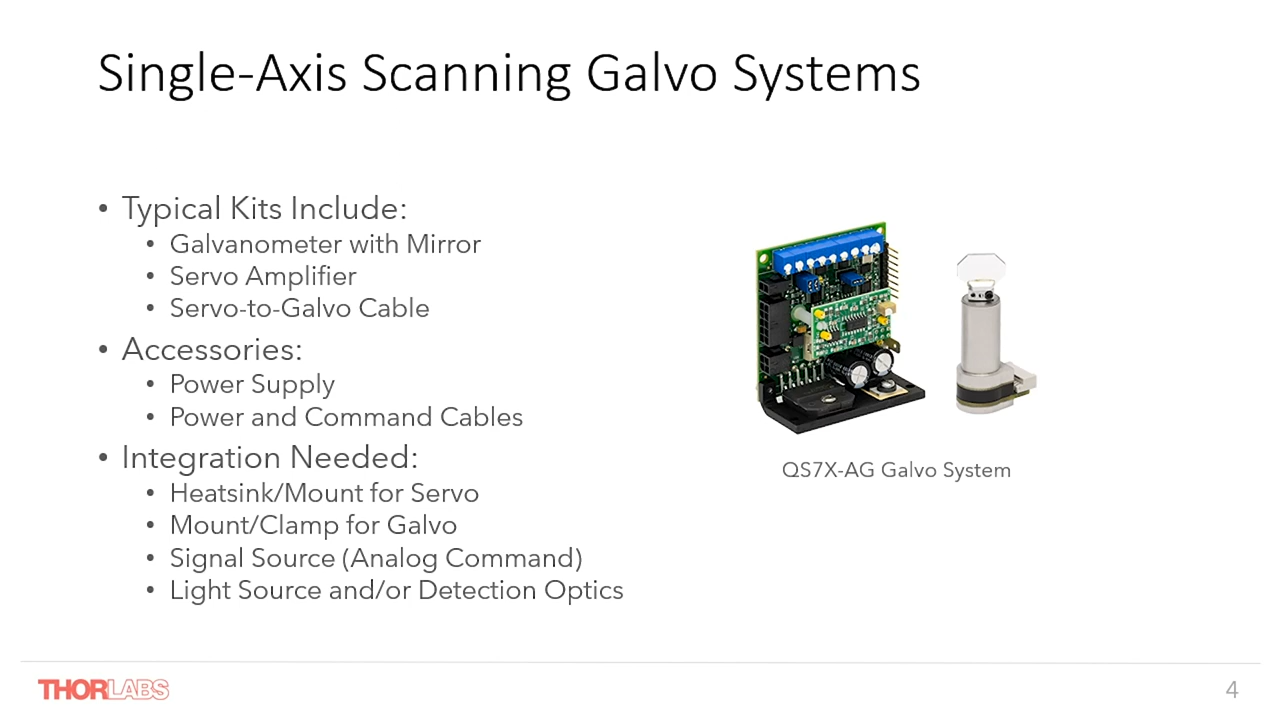 Single-Axis Scanning Galvo Systems
• Typical Kits Include:
• Galvanometer with Mirror
• Servo Amplifier
• Servo-to-Galvo Cable
• Accessories:
• Power Supply
• Power and Command Cables
• Integration Needed:
• Heatsink/Mount for Servo
• Mount/Clamp for Galvo
• Signal Source (Analog Command)
• Light Source and/or Detection Optics
QS7X-AG Galvo System
THORLABS
4